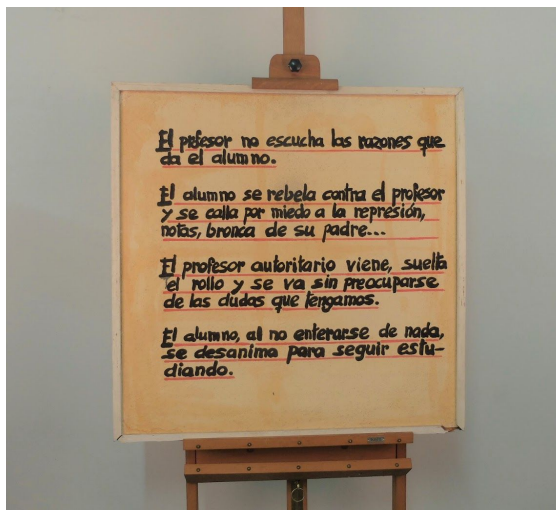 El profesor no escucha las razones que
da el alumno.
El alumno se rebela contra el profesor
y se calla por miedo a la represión,
notas, bronca de su padre...
El profesor autoritario viene, suelta
el rollo y se va sin preocuparse
de las dudas que tengamos.
El alumno, al no enterarse de nada,
se desanima para seguir estu-
diando.